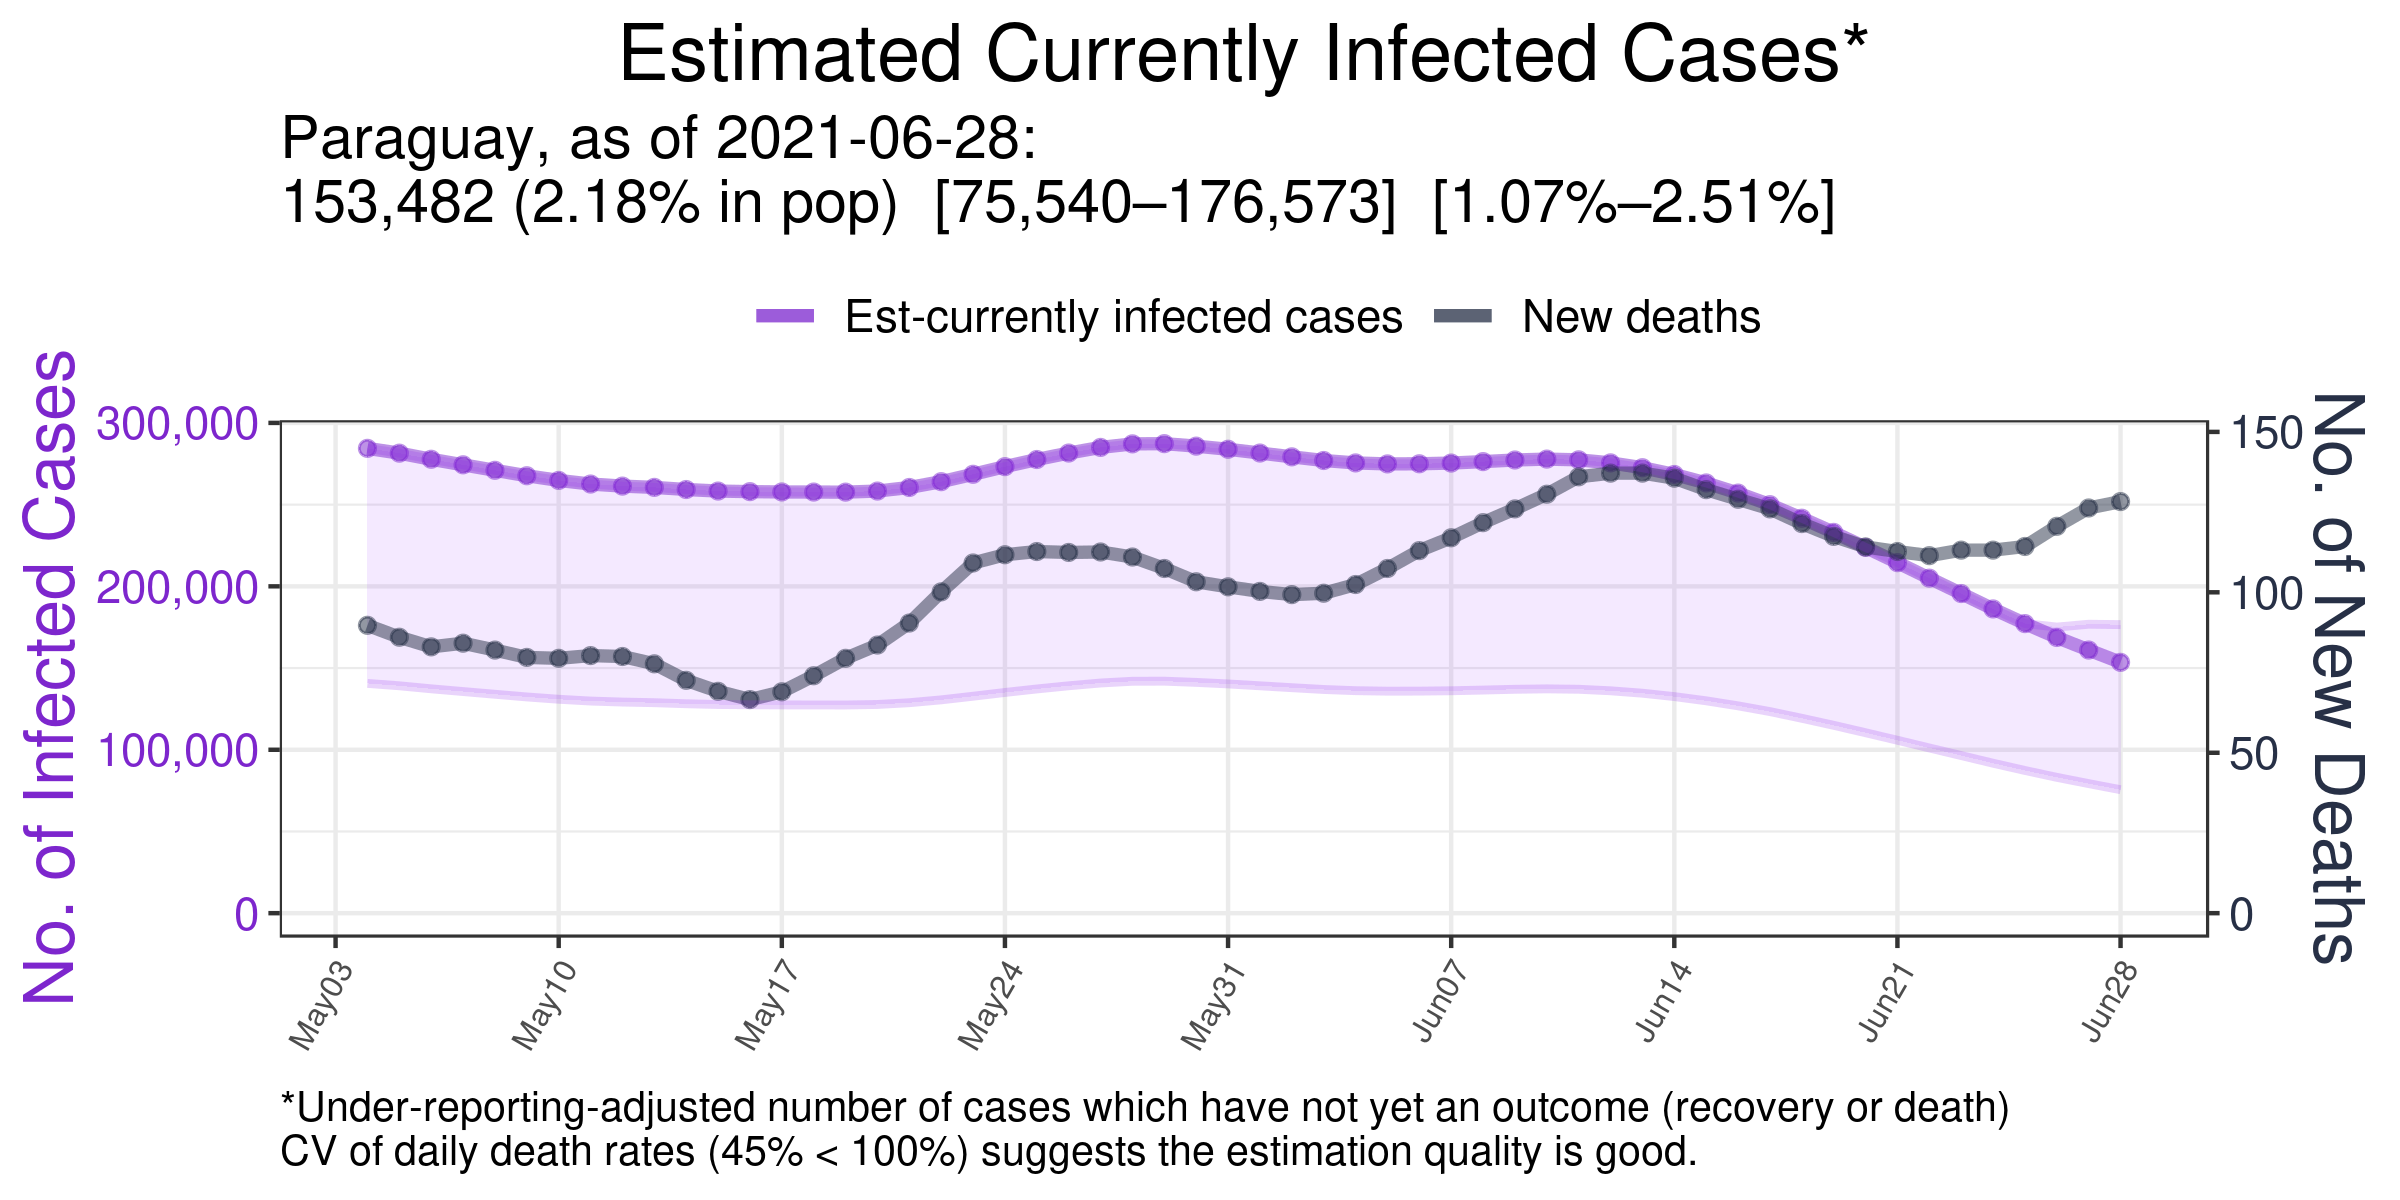 Estimated Currently Infected Cases*
Paraguay, as of 2021-06-28:
153,482 (2.18% in pop) [75,540–176,573] [1.07%–2.51%]
Est-currently infected cases
New deaths
No. of Infected Cases
300,000
200,000
100,000
0
150
100
50
0
No. of New Deaths
May03
May10
May17
May24
May31
Jun07
Jun14
Jun21
Jun28
*Under-reporting-adjusted number of cases which have not yet an outcome (recovery or death)
CV of daily death rates (45% < 100%) suggests the estimation quality is good.